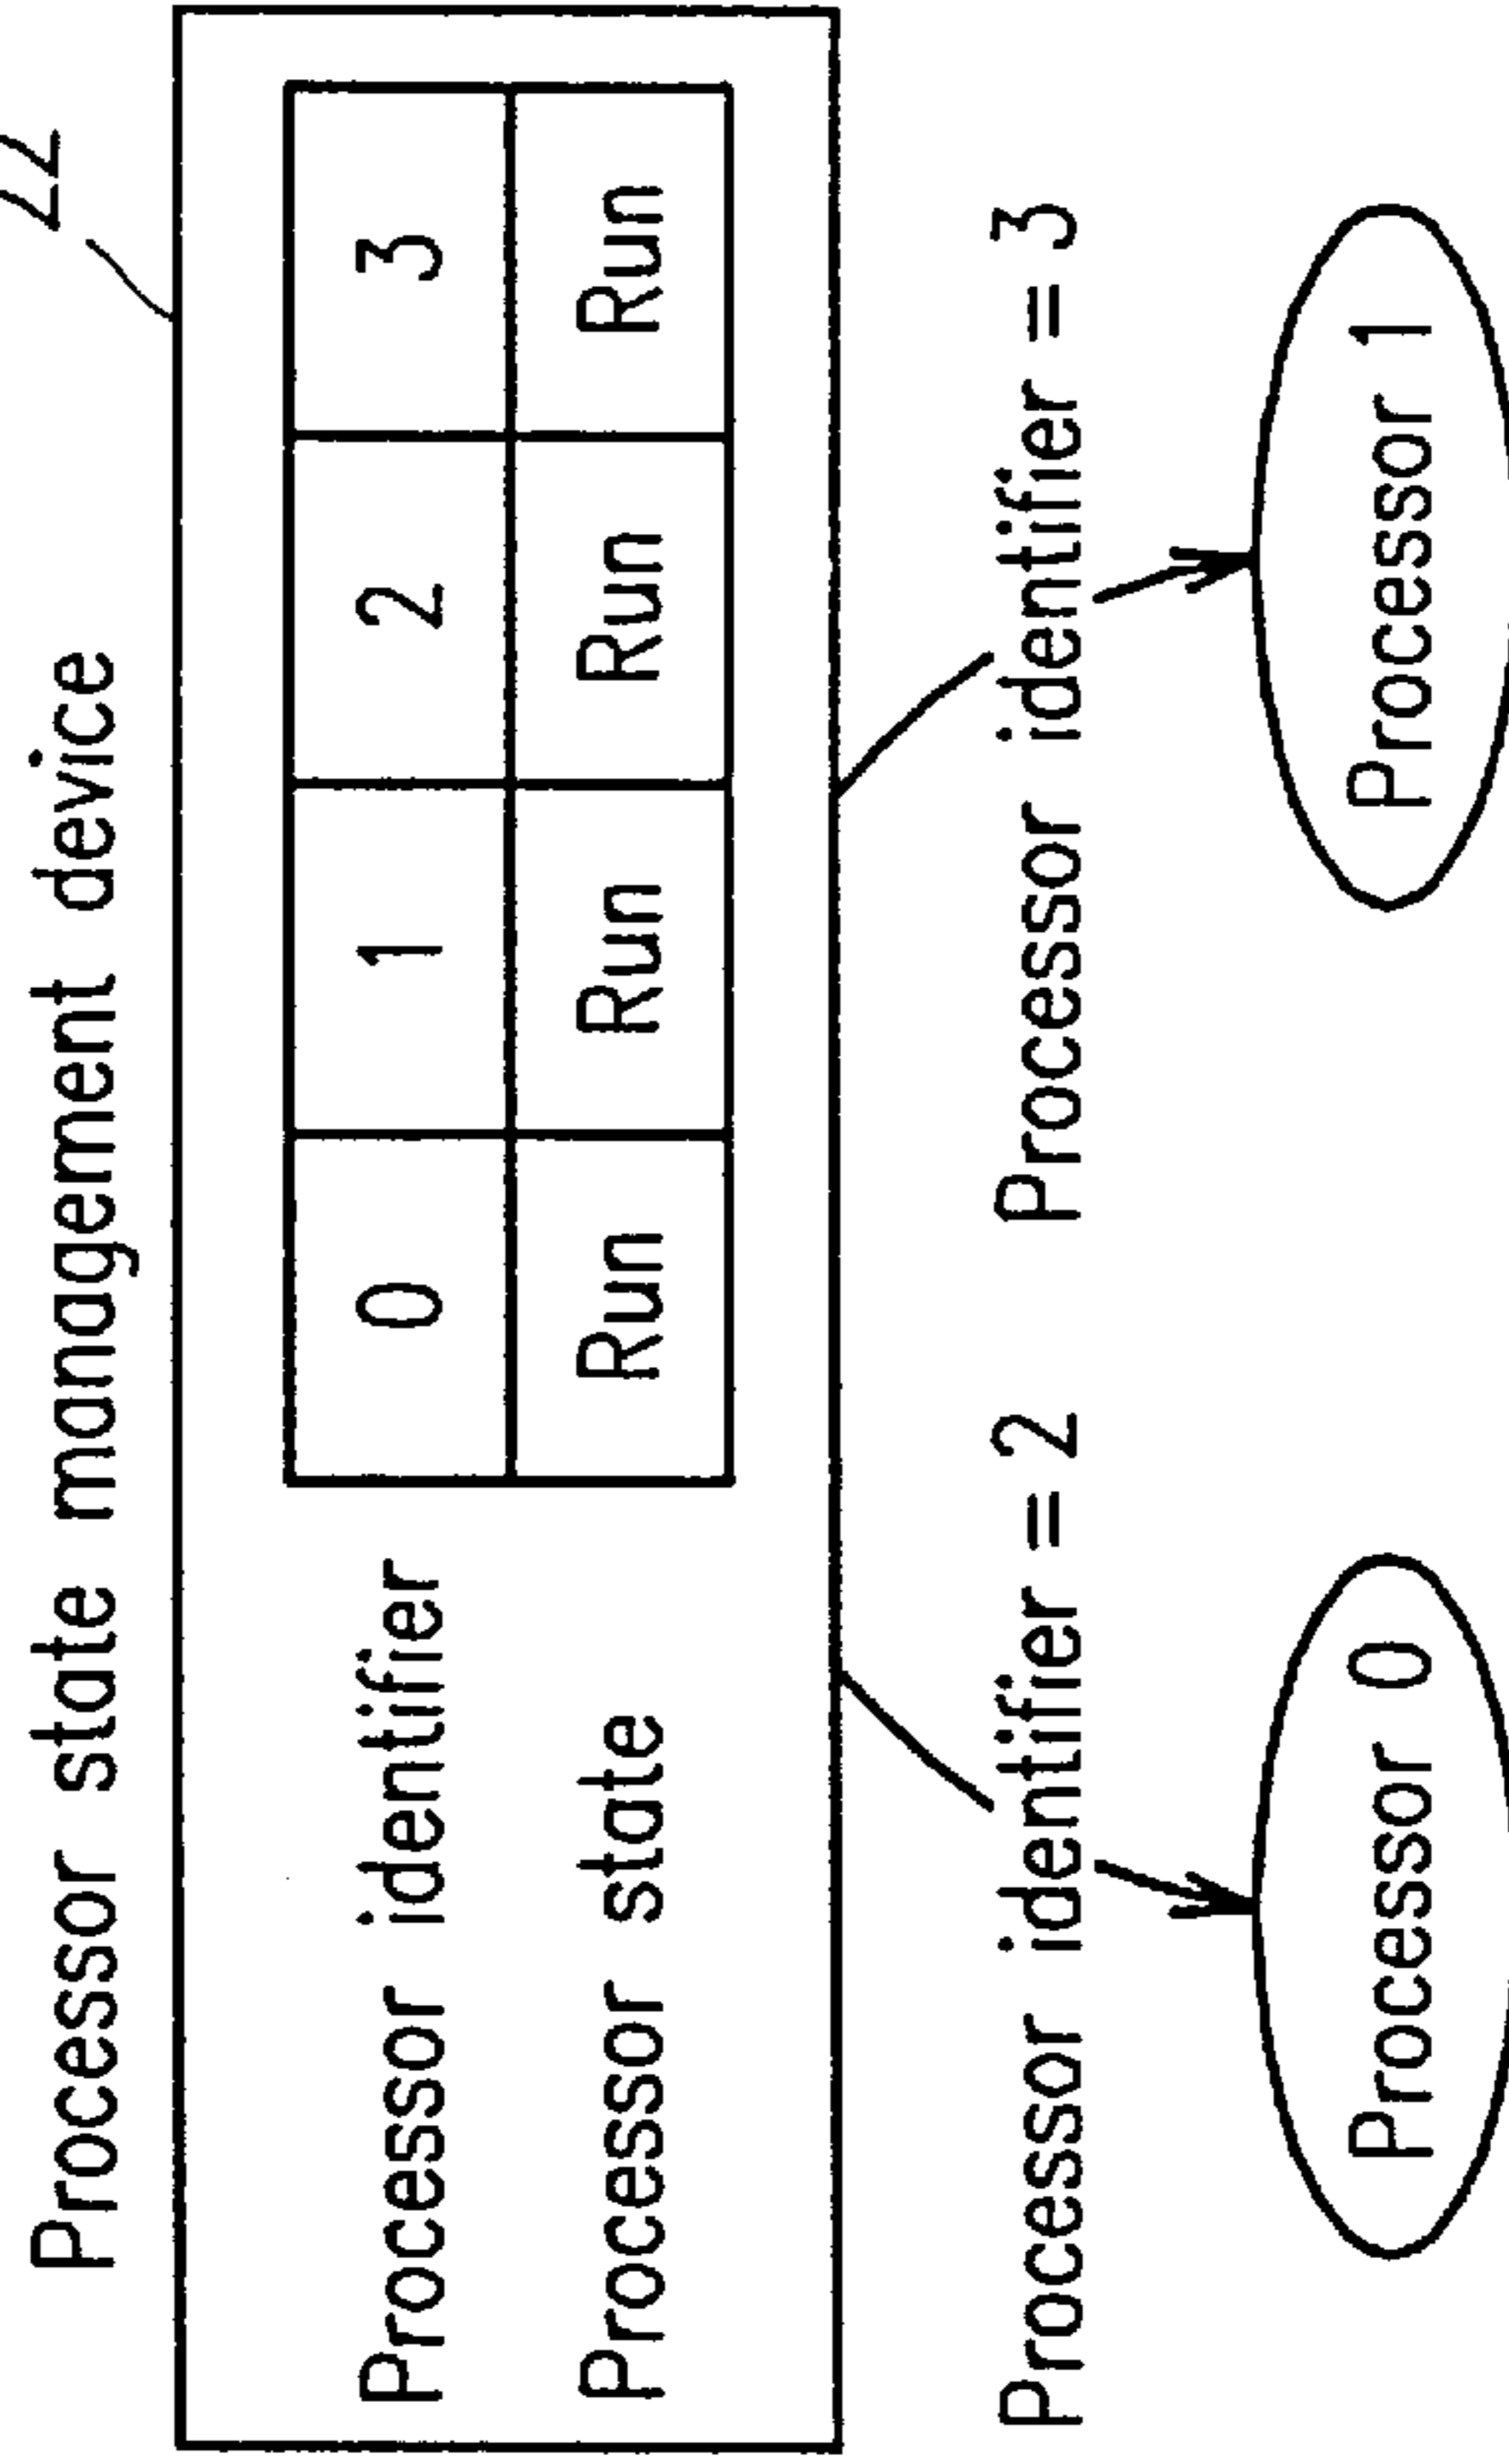 22
Processor state management device
Processor identifier 0 1 2 3
Processor state Run Run Run Run
Processor identifier = 2 Processor identifier = 3
Processor 0 Processor 1